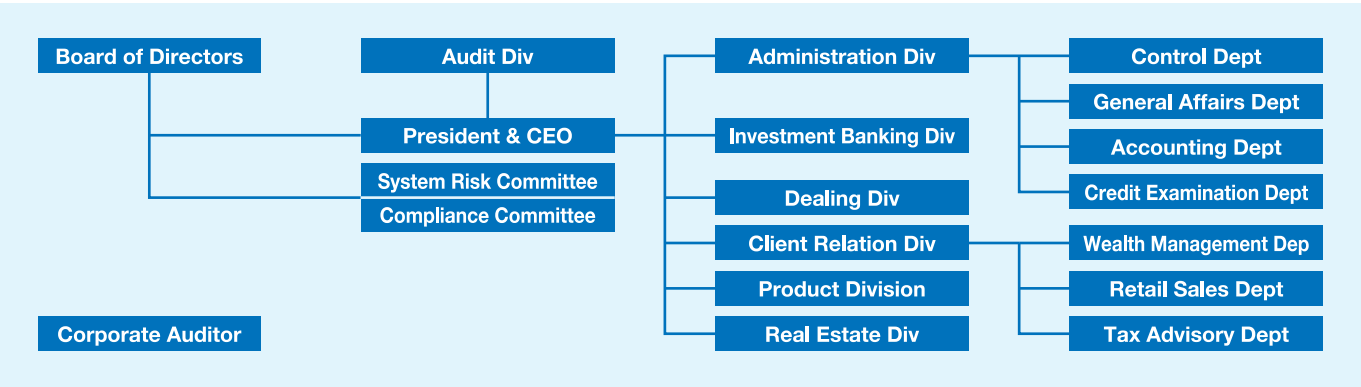 Board of Directors
Audit Div
Administration Div
Control Dept
General Affairs Dept
President & CEO
Investment Banking Div
Accounting Dept
System Risk Committee
Compliance Committee
Dealing Div
Credit Examination Dept
Client Relation Div
Wealth Management Dep
Product Division
Retail Sales Dept
Corporate Auditor
Real Estate Div
Tax Advisory Dept